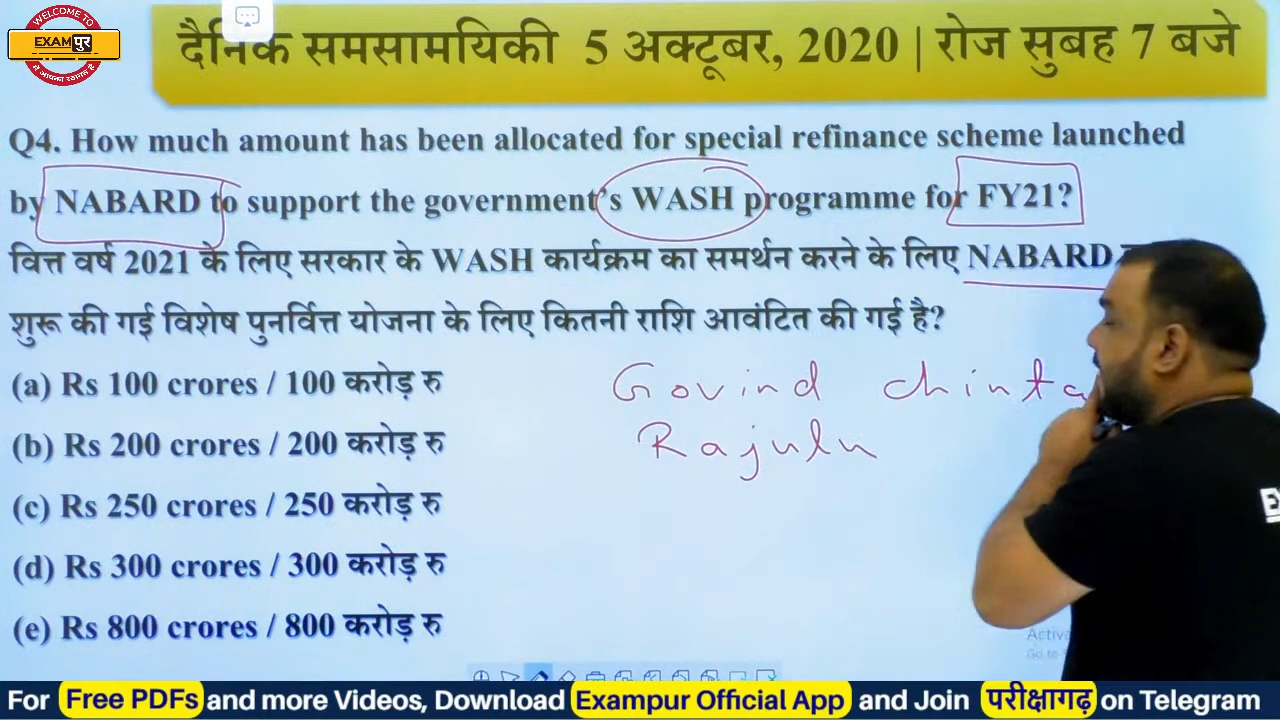 WELCOME TO
EXAMपुर
में आपका स्वागत है
दैनिक समसामयिकी 5 अक्टूबर, 2020 | रोज सुबह 7 बजे
Q4. How much amount has been allocated for special refinance scheme launched
by NABARD to support the government's WASH programme for FY21?
वित्त वर्ष 2021 के लिए सरकार के WASH कार्यक्रम का समर्थन करने के लिए NABARD
शुरू की गई विशेष पुनर्वित्त योजना के लिए कितनी राशि आवंटित की गई है?
(a) Rs 100 crores / 100 करोड़ रु
Govind chinta
(b) Rs 200 crores / 200 करोड़ रु
Rajulu
(c) Rs 250 crores / 250 करोड़ रु
(d) Rs 300 crores / 300 करोड़ रु
(e) Rs 800 crores / 800 करोड़ रु
For Free PDFs and more Videos, Download Exampur Official App and Join परीक्षागढ़ on Telegram